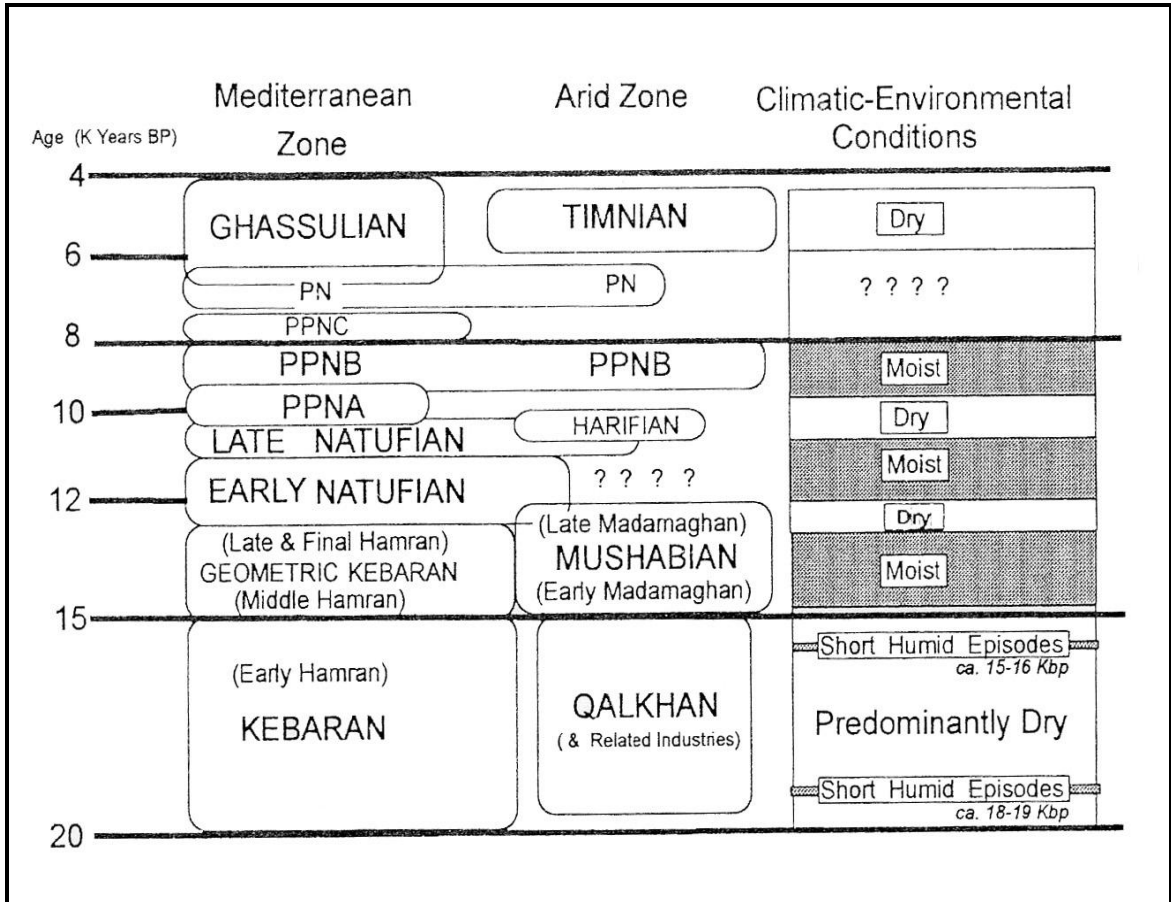 Mediterranean Zone
Arid Zone
Climatic-Environmental Conditions
Age (K Years BP)
4
GHASSULIAN
TIMNIAN
Dry
6
PN
PN
? ? ? ?
PPNC
8
PPNB
PPNB
Moist
10
PPNA
HARIFIAN
Dry
LATE NATUFIAN
Moist
? ? ? ?
EARLY NATUFIAN
12
Dry
(Late & Final Hamran)
(Late Madamaghan)
GEOMETRIC KEBARAN
MUSHABIAN
Moist
(Middle Hamran)
(Early Madamaghan)
15
Short Humid Episodes
ca. 15-16 Kbp
(Early Hamran)
KEBARAN
QALKHAN
(& Related Industries)
Predominantly Dry
Short Humid Episodes
ca. 18-19 Kbp
20